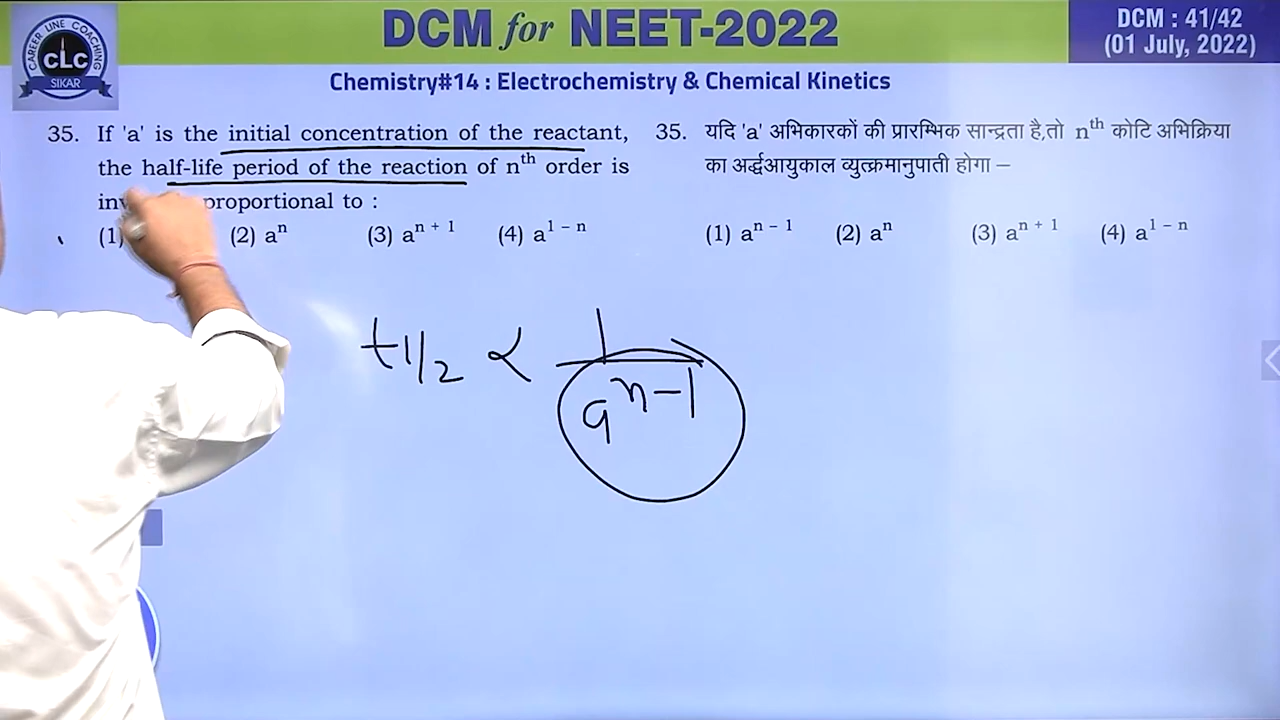 CAREER LINE COACHING
CLC
SIKAR
DCM for NEET-2022
DCM : 41/42
(01 July, 2022)
Chemistry#14 : Electrochemistry & Chemical Kinetics
35. If 'a' is the initial concentration of the reactant,
the half-life period of the reaction of nth order is
proportional to :
(1) (2) aⁿ (3) aⁿ ⁺ ¹ (4) a¹ ⁻ ⁿ
35. यदि 'a' अभिकारकों की प्रारम्भिक सान्द्रता है,तो nth कोटि अभिक्रिया
का अर्द्धआयुकाल व्युत्क्रमानुपाती होगा –
(1) aⁿ ⁻ ¹ (2) aⁿ (3) aⁿ ⁺ ¹ (4) a¹ ⁻ ⁿ
t1/2 ∝ 1
aⁿ⁻¹